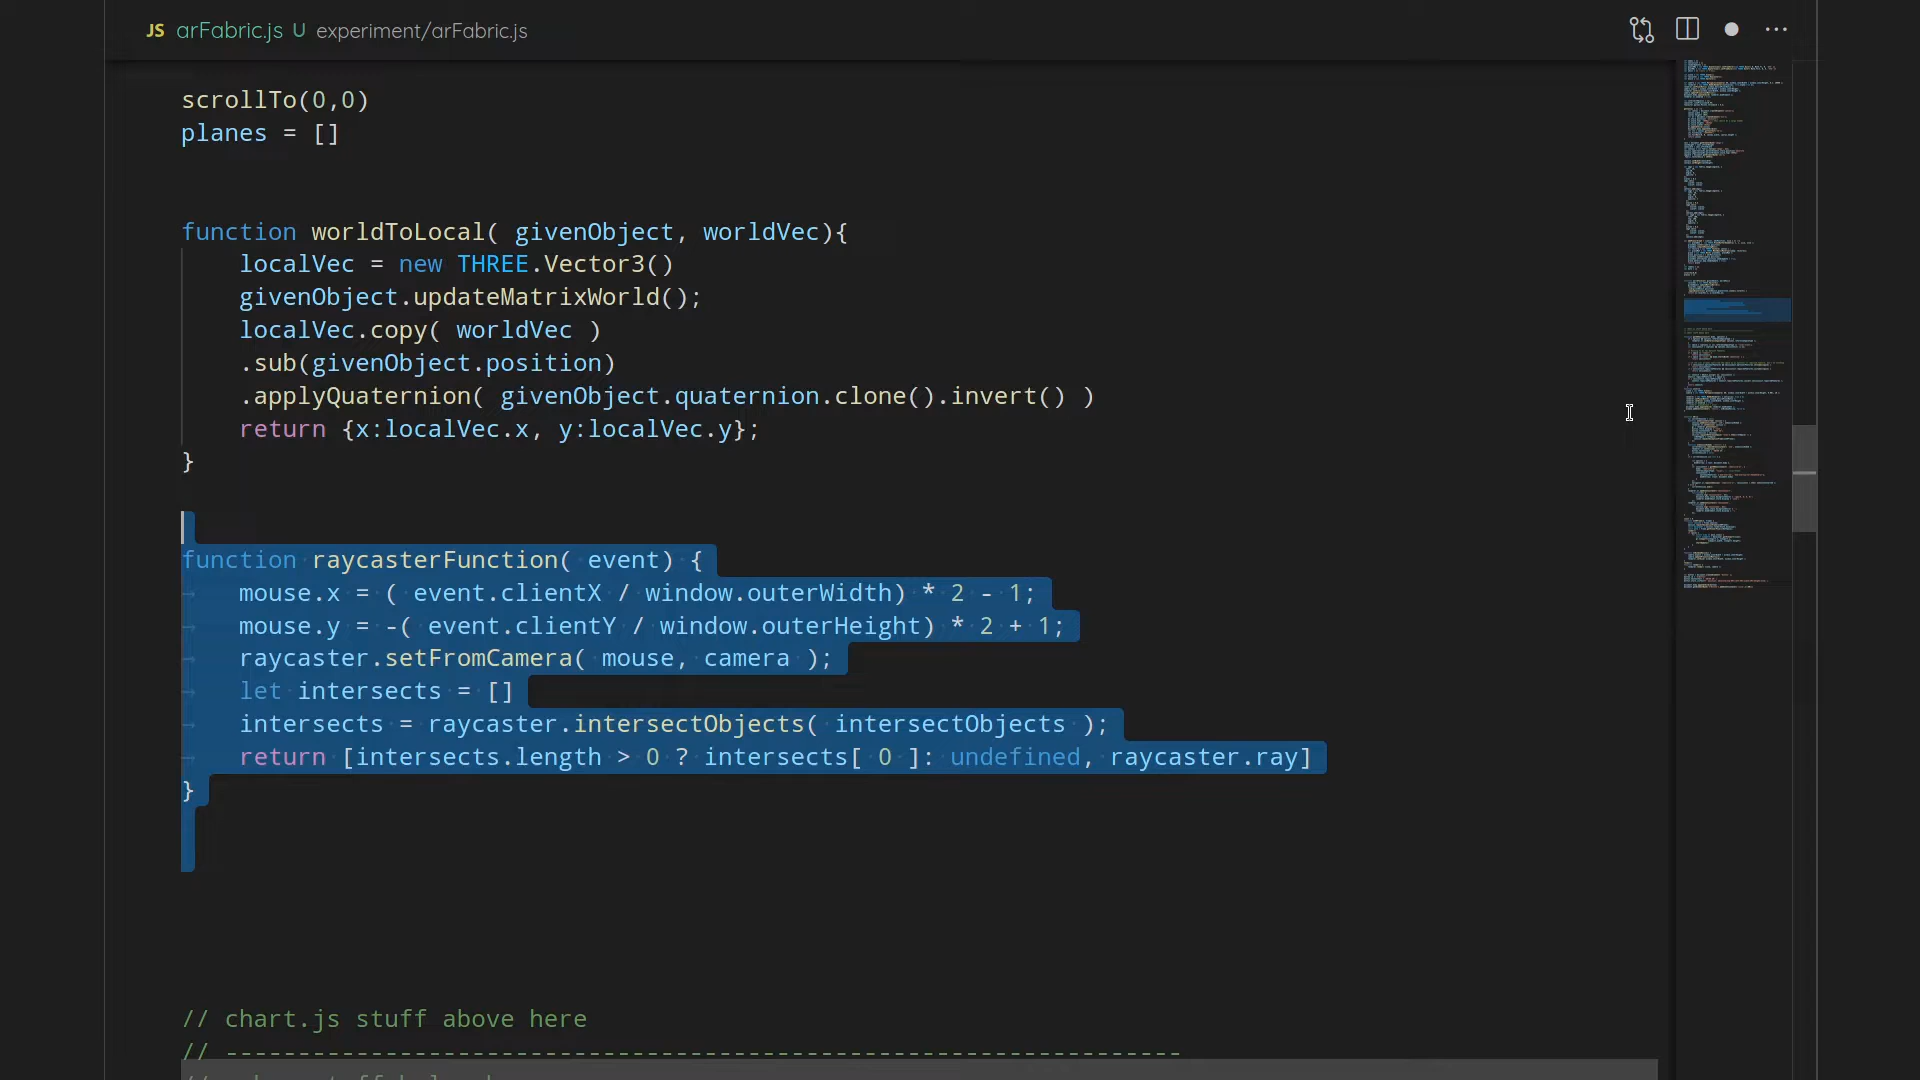 JS arFabric.js U experiment/arFabric.js
scrollTo(0,0)
planes = []
function worldToLocal( givenObject, worldVec){
localVec = new THREE.Vector3()
givenObject.updateMatrixWorld();
localVec.copy( worldVec )
.sub(givenObject.position)
.applyQuaternion( givenObject.quaternion.clone().invert() )
return {x:localVec.x, y:localVec.y};
}
function raycasterFunction( event) {
mouse.x = ( event.clientX / window.outerWidth) * 2 - 1;
mouse.y = -( event.clientY / window.outerHeight) * 2 + 1;
raycaster.setFromCamera( mouse, camera );
let intersects = []
intersects = raycaster.intersectObjects( intersectObjects );
return [intersects.length > 0 ? intersects[ 0 ]: undefined, raycaster.ray]
}
// chart.js stuff above here
// ------------------------------------------------------------------